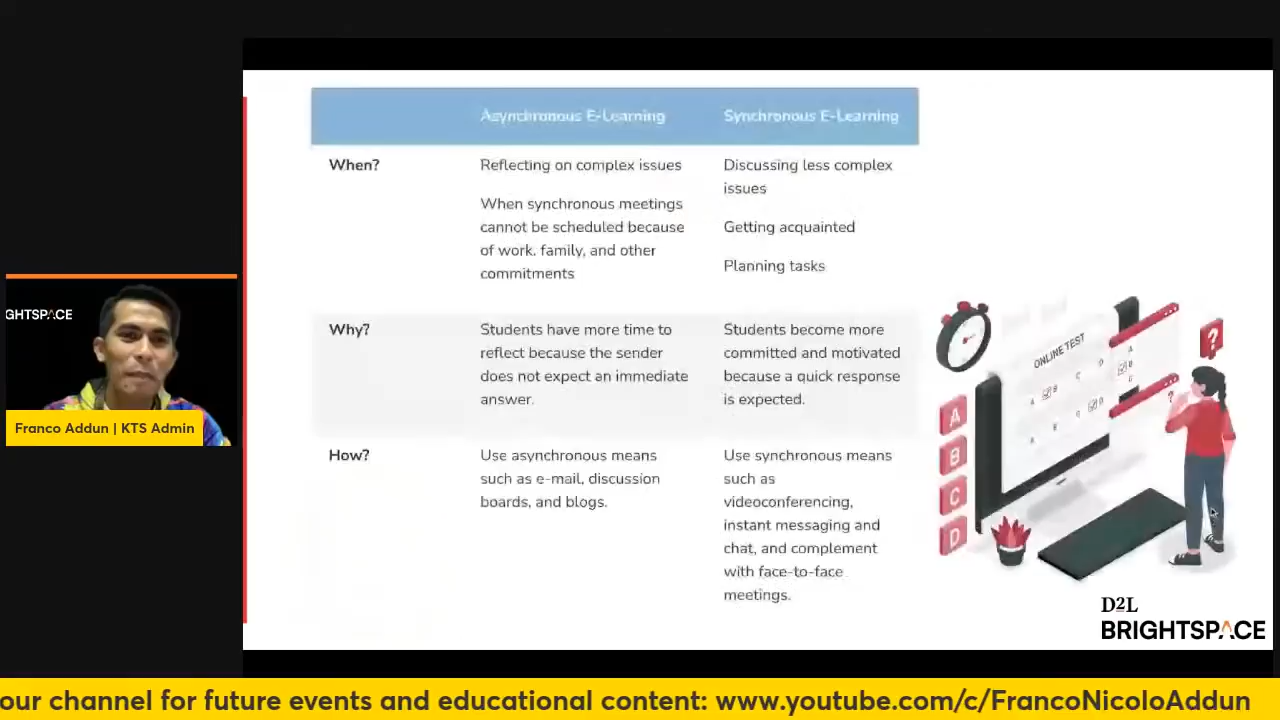 Asynchronous E-Learning
Synchronous E-Learning
When?
Reflecting on complex issues
When synchronous meetings
cannot be scheduled because
of work. family, and other
commitments
Discussing less complex
issues
Getting acquainted
Planning tasks
Why?
Students have more time to
reflect because the sender
does not expect an immediate
answer.
Students become more
committed and motivated
because a quick response
is expected.
How?
Use asynchronous means
such as e-mail, discussion
boards, and blogs.
Use synchronous means
such as
videoconferencing,
instant messaging and
chat, and complement
with face-to-face
meetings.
ONLINE TEST
A
B
C
D
?
D2L
BRIGHTSPACE
GHTSPACE
Franco Addun | KTS Admin
our channel for future events and educational content: www.youtube.com/c/FrancoNicoloAddun